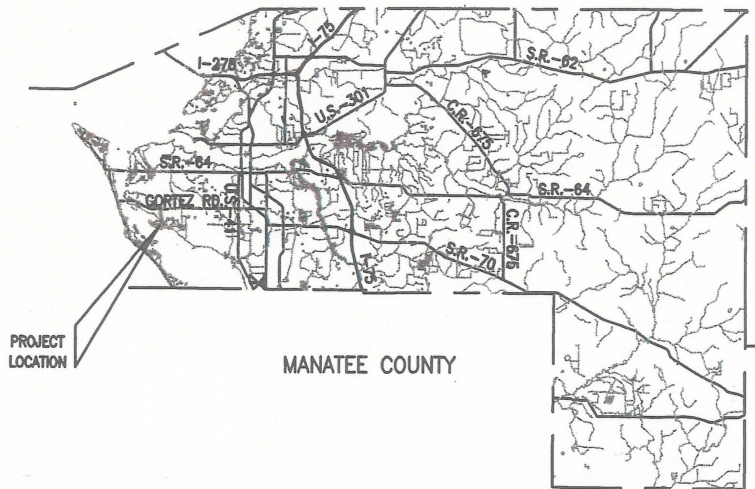 I-75
I-275
S.R.-62
U.S.-301
C.R.-675
S.R.-64
S.R.-64
CORTEZ RD.
U.S.-41
C.R.-675
S.R.-70
I-75
PROJECT
LOCATION
MANATEE COUNTY